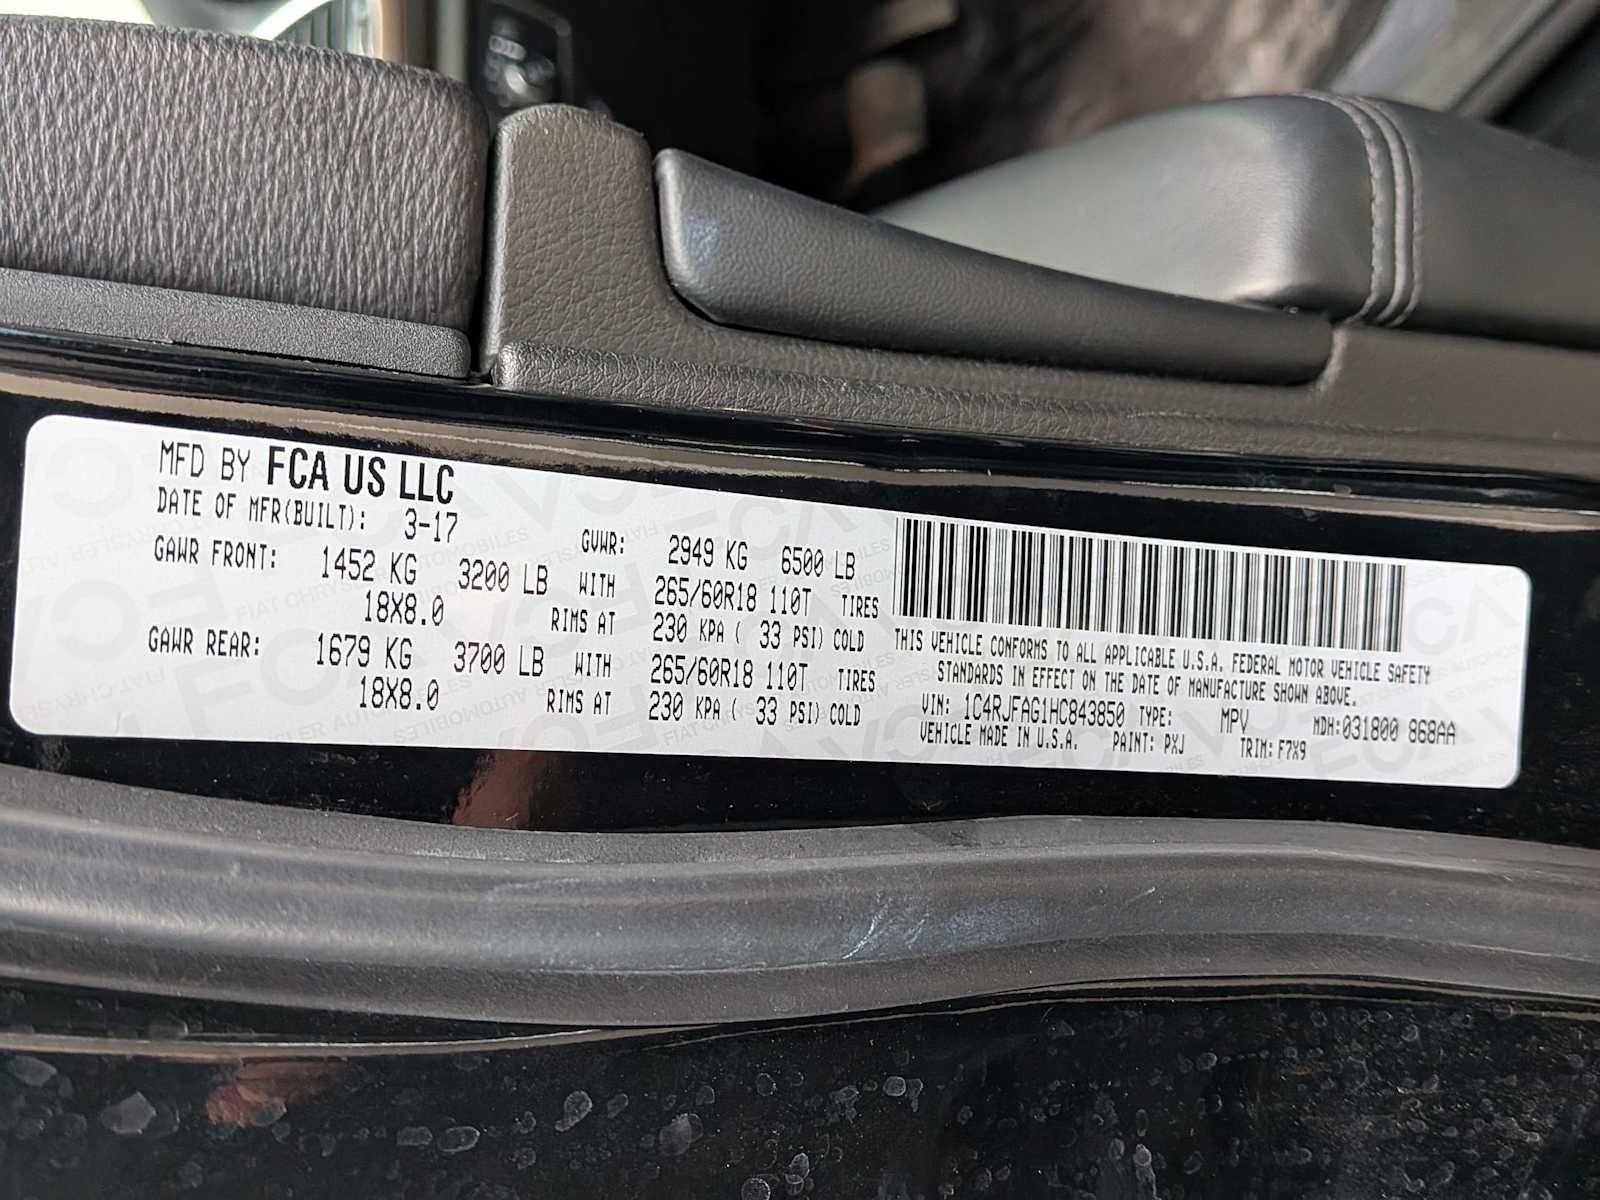 MFD BY FCA US LLC
DATE OF MFR(BUILT): 3-17 GVWR: 2949 KG 6500 LB
GAWR FRONT: 1452 KG 3200 LB WITH 265/60R18 110T TIRES
18X8.0 RIMS AT 230 KPA ( 33 PSI) COLD
GAWR REAR: 1679 KG 3700 LB WITH 265/60R18 110T TIRES
18X8.0 RIMS AT 230 KPA ( 33 PSI) COLD
THIS VEHICLE CONFORMS TO ALL APPLICABLE U.S.A. FEDERAL MOTOR VEHICLE SAFETY
STANDARDS IN EFFECT ON THE DATE OF MANUFACTURE SHOWN ABOVE.
VIN: 1C4RJFAG1HC843850 TYPE: MPV MDH:031800 868AA
VEHICLE MADE IN U.S.A. PAINT: PXJ TRIM: F7X9